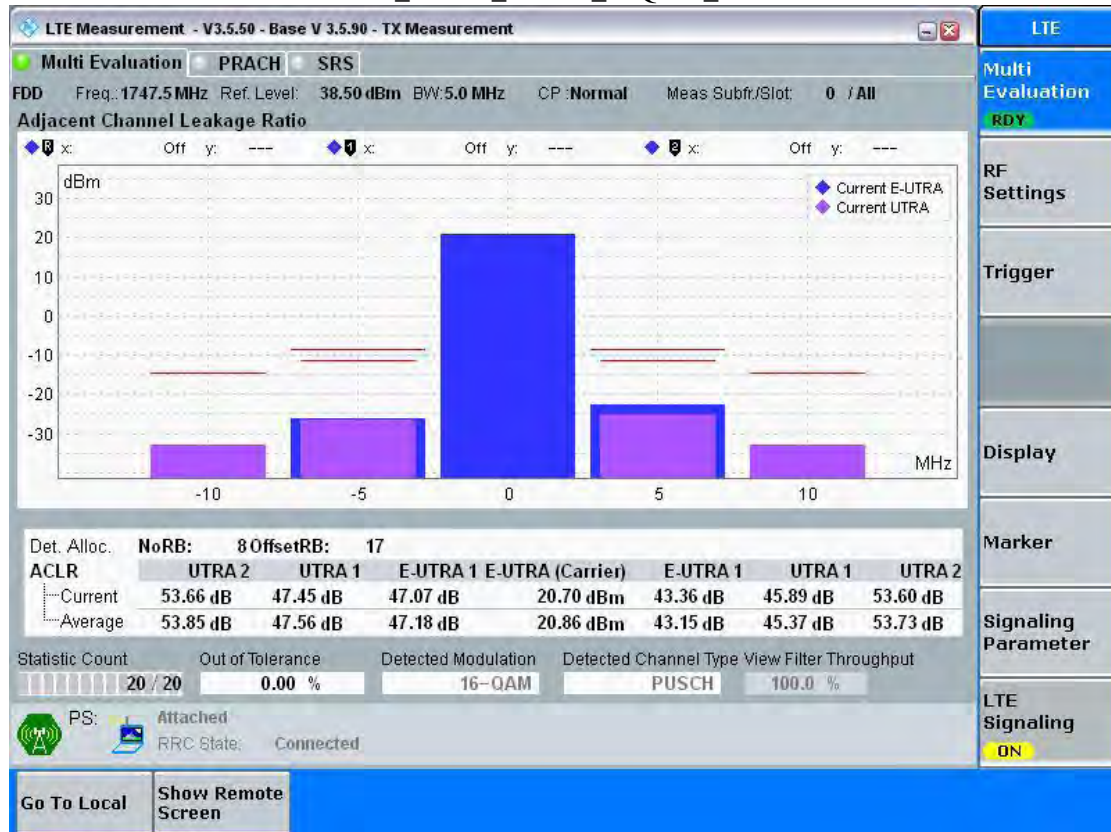 LTE Measurement - V3.5.50 - Base V 3.5.90 - TX Measurement
Multi Evaluation PRACH SRS
FDD Freq.: 1747.5 MHz Ref. Level: 38.50 dBm BW: 5.0 MHz CP :Normal Meas Subfr./Slot: 0 / All
Adjacent Channel Leakage Ratio
R x: Off y: --- 1 x: Off y: --- 2 x: Off y: ---
dBm
Current E-UTRA
Current UTRA
30
20
10
0
-10
-20
-30
MHz
-10 -5 0 5 10
Det. Alloc. NoRB: 8 OffsetRB: 17
ACLR UTRA 2 UTRA 1 E-UTRA 1 E-UTRA (Carrier) E-UTRA 1 UTRA 1 UTRA 2
Current 53.66 dB 47.45 dB 47.07 dB 20.70 dBm 43.36 dB 45.89 dB 53.60 dB
Average 53.85 dB 47.56 dB 47.18 dB 20.86 dBm 43.15 dB 45.37 dB 53.73 dB
Statistic Count Out of Tolerance Detected Modulation Detected Channel Type View Filter Throughput
20 / 20 0.00 % 16-QAM PUSCH 100.0 %
PS: Attached
RRC State: Connected
Go To Local
Show Remote Screen
LTE
Multi
Evaluation
RDY
RF
Settings
Trigger
Display
Marker
Signaling
Parameter
LTE
Signaling
ON